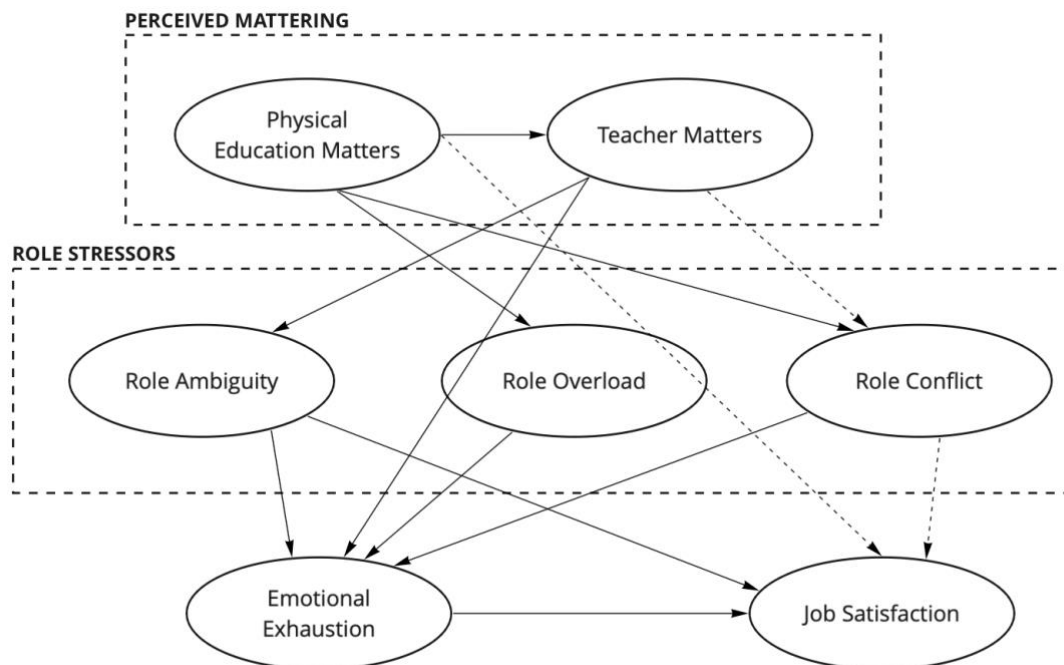 PERCEIVED MATTERING
Physical
Education Matters
Teacher Matters
ROLE STRESSORS
Role Ambiguity
Role Overload
Role Conflict
Emotional
Exhaustion
Job Satisfaction